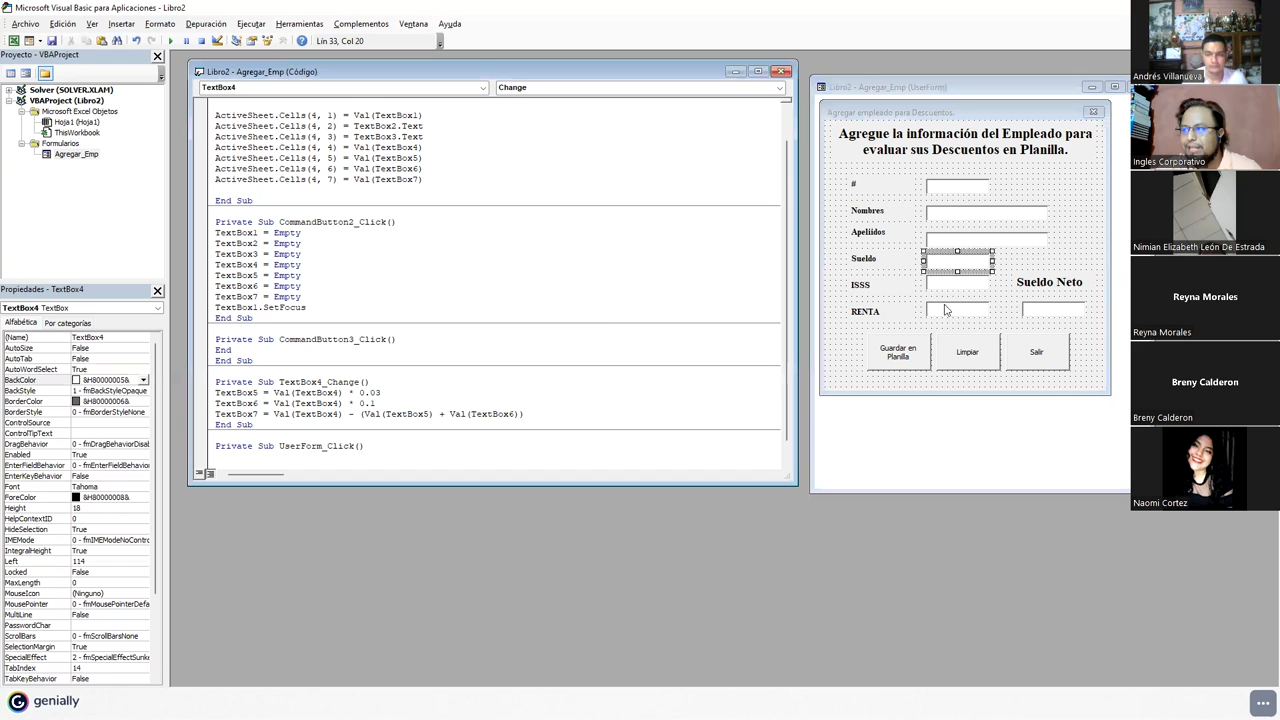 Microsoft Visual Basic para Aplicaciones - Libro2
Archivo Edición Ver Insertar Formato Depuración Ejecutar Herramientas Complementos Ventana Ayuda
Lín 33, Col 20
Proyecto - VBAProject
Solver (SOLVER.XLAM)
VBAProject (Libro2)
Microsoft Excel Objetos
Hoja1 (Hoja1)
ThisWorkbook
Formularios
Agregar_Emp
Propiedades - TextBox4
TextBox4 TextBox
Alfabética Por categorías
(Name) TextBox4
AutoSize False
AutoTab False
AutoWordSelect True
BackColor &H80000005&
BackStyle 1 - fmBackStyleOpaque
BorderColor &H80000006&
BorderStyle 0 - fmBorderStyleNone
ControlSource
ControlTipText
DragBehavior 0 - fmDragBehaviorDisal
Enabled True
EnterFieldBehavior 0 - fmEnterFieldBehavio
EnterKeyBehavior False
Font Tahoma
ForeColor &H80000008&
Height 18
HelpContextID 0
HideSelection True
IMEMode 0 - fmIMEModeNoContro
IntegralHeight True
Left 114
Locked False
MaxLength 0
MouseIcon (Ninguno)
MousePointer 0 - fmMousePointerDefa
MultiLine False
PasswordChar
ScrollBars 0 - fmScrollBarsNone
SelectionMargin True
SpecialEffect 2 - fmSpecialEffectSunke
TabIndex 14
TabKeyBehavior False
Libro2 - Agregar_Emp (Código)
TextBox4 Change
ActiveSheet.Cells(4, 1) = Val(TextBox1)
ActiveSheet.Cells(4, 2) = TextBox2.Text
ActiveSheet.Cells(4, 3) = TextBox3.Text
ActiveSheet.Cells(4, 4) = Val(TextBox4)
ActiveSheet.Cells(4, 5) = Val(TextBox5)
ActiveSheet.Cells(4, 6) = Val(TextBox6)
ActiveSheet.Cells(4, 7) = Val(TextBox7)
End Sub
Private Sub CommandButton2_Click()
TextBox1 = Empty
TextBox2 = Empty
TextBox3 = Empty
TextBox4 = Empty
TextBox5 = Empty
TextBox6 = Empty
TextBox7 = Empty
TextBox1.SetFocus
End Sub
Private Sub CommandButton3_Click()
End
End Sub
Private Sub TextBox4_Change()
TextBox5 = Val(TextBox4) * 0.03
TextBox6 = Val(TextBox4) * 0.1
TextBox7 = Val(TextBox4) - (Val(TextBox5) + Val(TextBox6))
End Sub
Private Sub UserForm_Click()
Libro2 - Agregar_Emp (UserForm)
Agregar empleado para Descuentos.
Agregue la información del Empleado para
evaluar sus Descuentos en Planilla.
#
Nombres
Apeliídos
Sueldo
ISSS
Sueldo Neto
RENTA
Guardar en
Planilla
Limpiar
Salir
Andrés Villanueva
Ingles Corporativo
Nimian Elizabeth León De Estrada
Reyna Morales
Reyna Morales
Breny Calderon
Breny Calderon
Naomi Cortez
genially